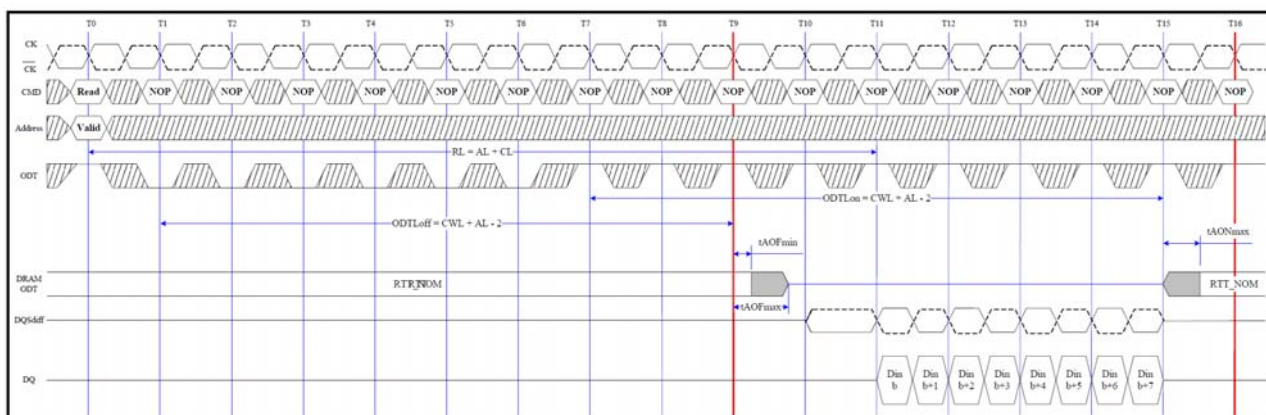 T0 T1 T2 T3 T4 T5 T6 T7 T8 T9 T10 T11 T12 T13 T14 T15 T16
CK
CK
CMD Read NOP NOP NOP NOP NOP NOP NOP NOP NOP NOP NOP NOP NOP NOP NOP NOP
Address Valid
RL = AL + CL
ODT
ODTLon = CWL + AL - 2
ODTLoff = CWL + AL - 2
tAOFmin tAONmax
DRAM
ODT
RTT_NOM RTT_NOM
tAOFmax
DQSdiff
DQ
Din Din Din Din Din Din Din Din
b b+1 b+2 b+3 b+4 b+5 b+6 b+7